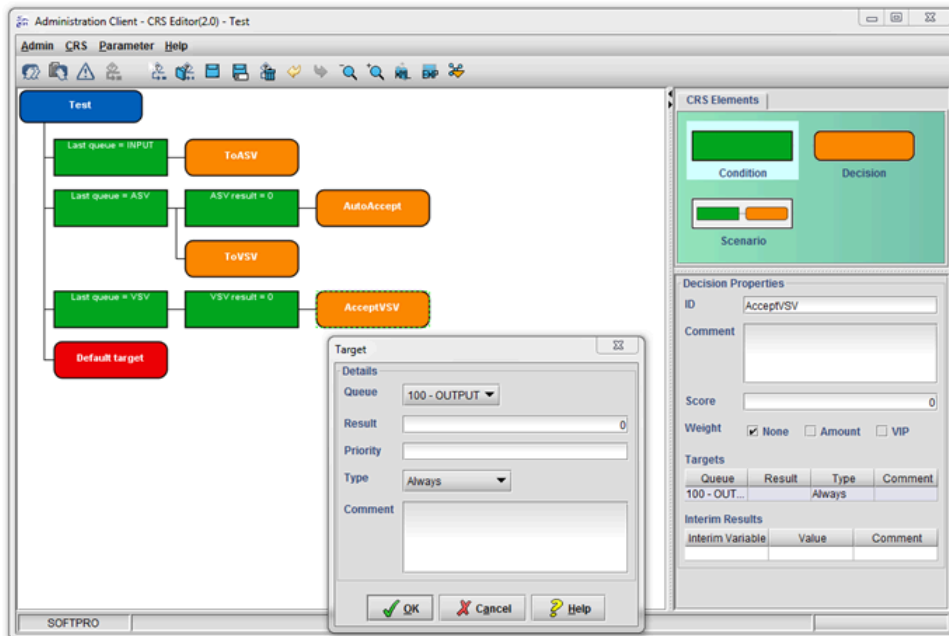 Administration Client - CRS Editor(2.0) - Test
Admin CRS Parameter Help
Test
Last queue = INPUT
ToASV
Last queue = ASV
ASV result = 0
AutoAccept
ToVSV
Last queue = VSV
VSV result = 0
AcceptVSV
Default target
CRS Elements
Condition
Decision
Scenario
Decision Properties
ID AcceptVSV
Comment
Score 0
Weight None Amount VIP
Targets
Queue Result Type Comment
100 - OUT... Always
Interim Results
Interim Variable Value Comment
Target
Details
Queue 100 - OUTPUT
Result 0
Priority
Type Always
Comment
OK Cancel Help
SOFTPRO